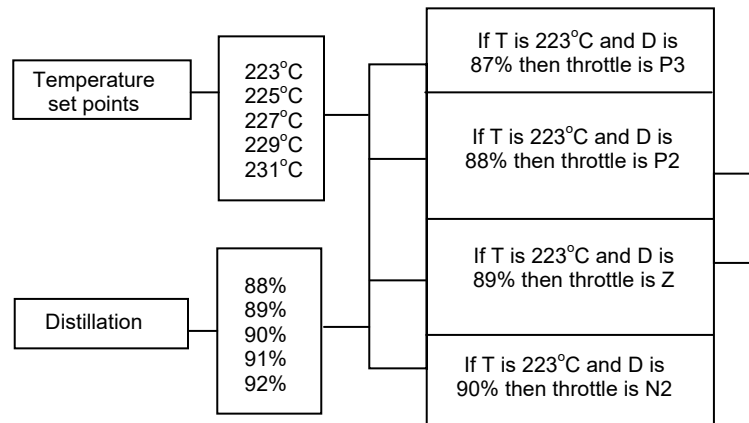 Temperature
set points
223°C
225°C
227°C
229°C
231°C
If T is 223°C and D is
87% then throttle is P3
If T is 223°C and D is
88% then throttle is P2
Distillation
88%
89%
90%
91%
92%
If T is 223°C and D is
89% then throttle is Z
If T is 223°C and D is
90% then throttle is N2